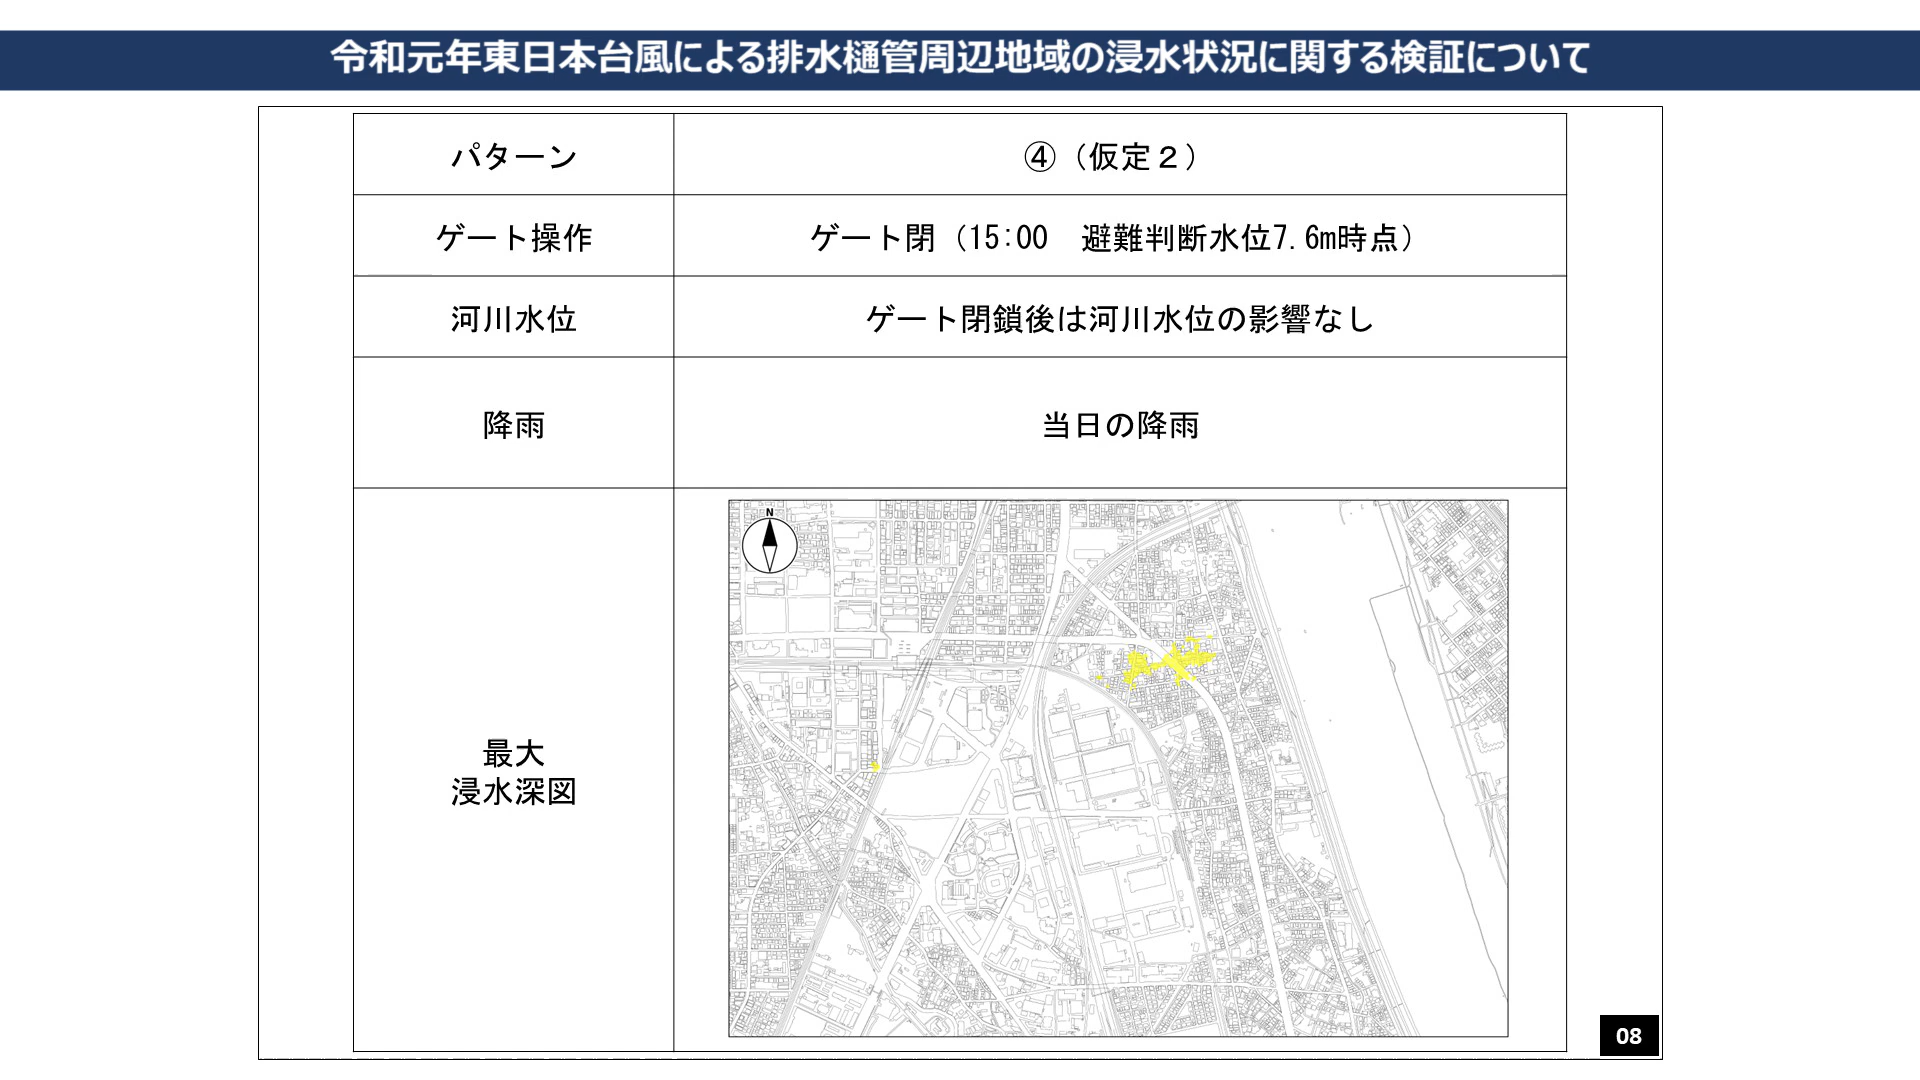 令和元年東日本台風による排水樋管周辺地域の浸水状況に関する検証について
パターン
④（仮定２）
ゲート操作
ゲート閉（15:00　避難判断水位7.6m時点）
河川水位
ゲート閉鎖後は河川水位の影響なし
降雨
当日の降雨
最大
浸水深図
N
08